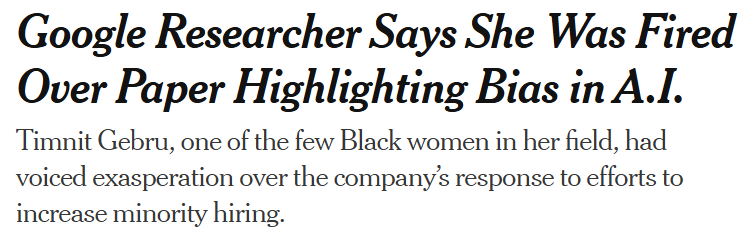 Google Researcher Says She Was Fired
Over Paper Highlighting Bias in A.I.
Timnit Gebru, one of the few Black women in her field, had
voiced exasperation over the company’s response to efforts to
increase minority hiring.